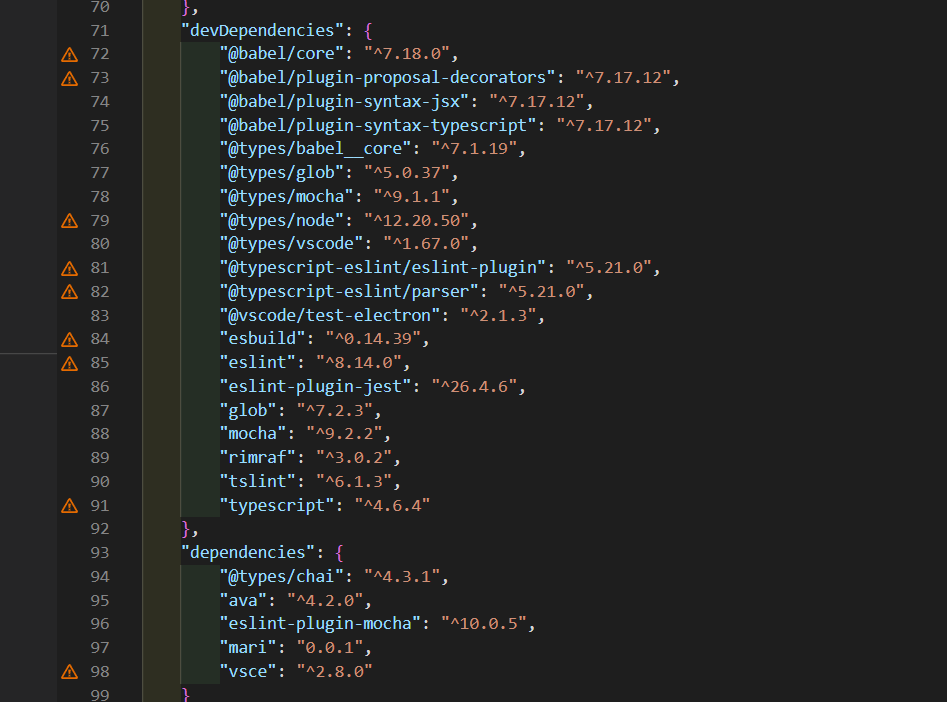 70 },
71 "devDependencies": {
72 "@babel/core": "^7.18.0",
73 "@babel/plugin-proposal-decorators": "^7.17.12",
74 "@babel/plugin-syntax-jsx": "^7.17.12",
75 "@babel/plugin-syntax-typescript": "^7.17.12",
76 "@types/babel__core": "^7.1.19",
77 "@types/glob": "^5.0.37",
78 "@types/mocha": "^9.1.1",
79 "@types/node": "^12.20.50",
80 "@types/vscode": "^1.67.0",
81 "@typescript-eslint/eslint-plugin": "^5.21.0",
82 "@typescript-eslint/parser": "^5.21.0",
83 "@vscode/test-electron": "^2.1.3",
84 "esbuild": "^0.14.39",
85 "eslint": "^8.14.0",
86 "eslint-plugin-jest": "^26.4.6",
87 "glob": "^7.2.3",
88 "mocha": "^9.2.2",
89 "rimraf": "^3.0.2",
90 "tslint": "^6.1.3",
91 "typescript": "^4.6.4"
92 },
93 "dependencies": {
94 "@types/chai": "^4.3.1",
95 "ava": "^4.2.0",
96 "eslint-plugin-mocha": "^10.0.5",
97 "mari": "0.0.1",
98 "vsce": "^2.8.0"
99 }